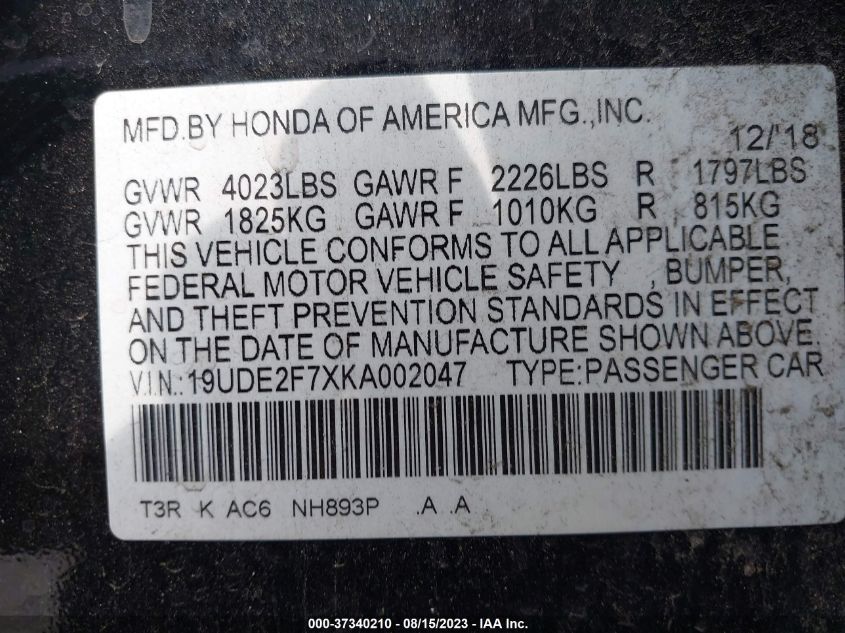 MFD.BY HONDA OF AMERICA MFG.,INC.
12/'18
GVWR 4023LBS GAWR F 2226LBS R 1797LBS
GVWR 1825KG GAWR F 1010KG R 815KG
THIS VEHICLE CONFORMS TO ALL APPLICABLE
FEDERAL MOTOR VEHICLE SAFETY , BUMPER,
AND THEFT PREVENTION STANDARDS IN EFFECT
ON THE DATE OF MANUFACTURE SHOWN ABOVE.
V.I.N.:19UDE2F7XKA002047 TYPE:PASSENGER CAR
T3R K AC6 NH893P .A .A
000-37340210 - 08/15/2023 - IAA Inc.